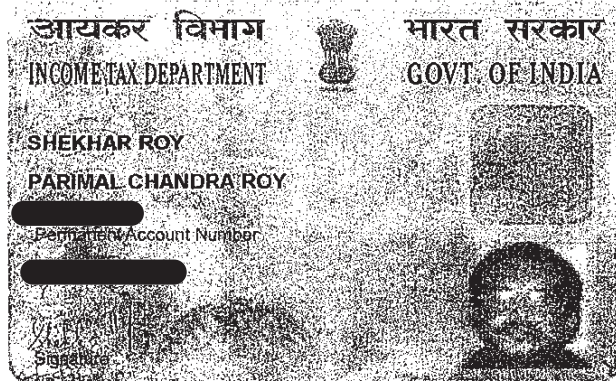 आयकर विभाग
भारत सरकार
INCOME TAX DEPARTMENT
GOVT. OF INDIA
SHEKHAR ROY
PARIMAL CHANDRA ROY
Permanent Account Number
Signature